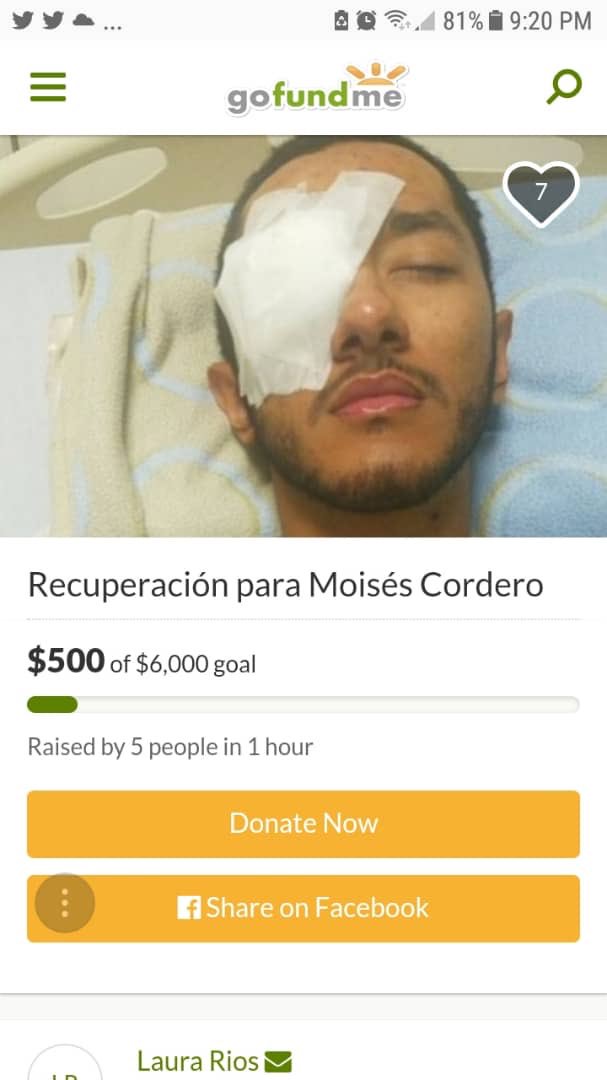 ... 81% 9:20 PM
gofundme
7
Recuperación para Moisés Cordero
$500 of $6,000 goal
Raised by 5 people in 1 hour
Donate Now
Share on Facebook
Laura Rios